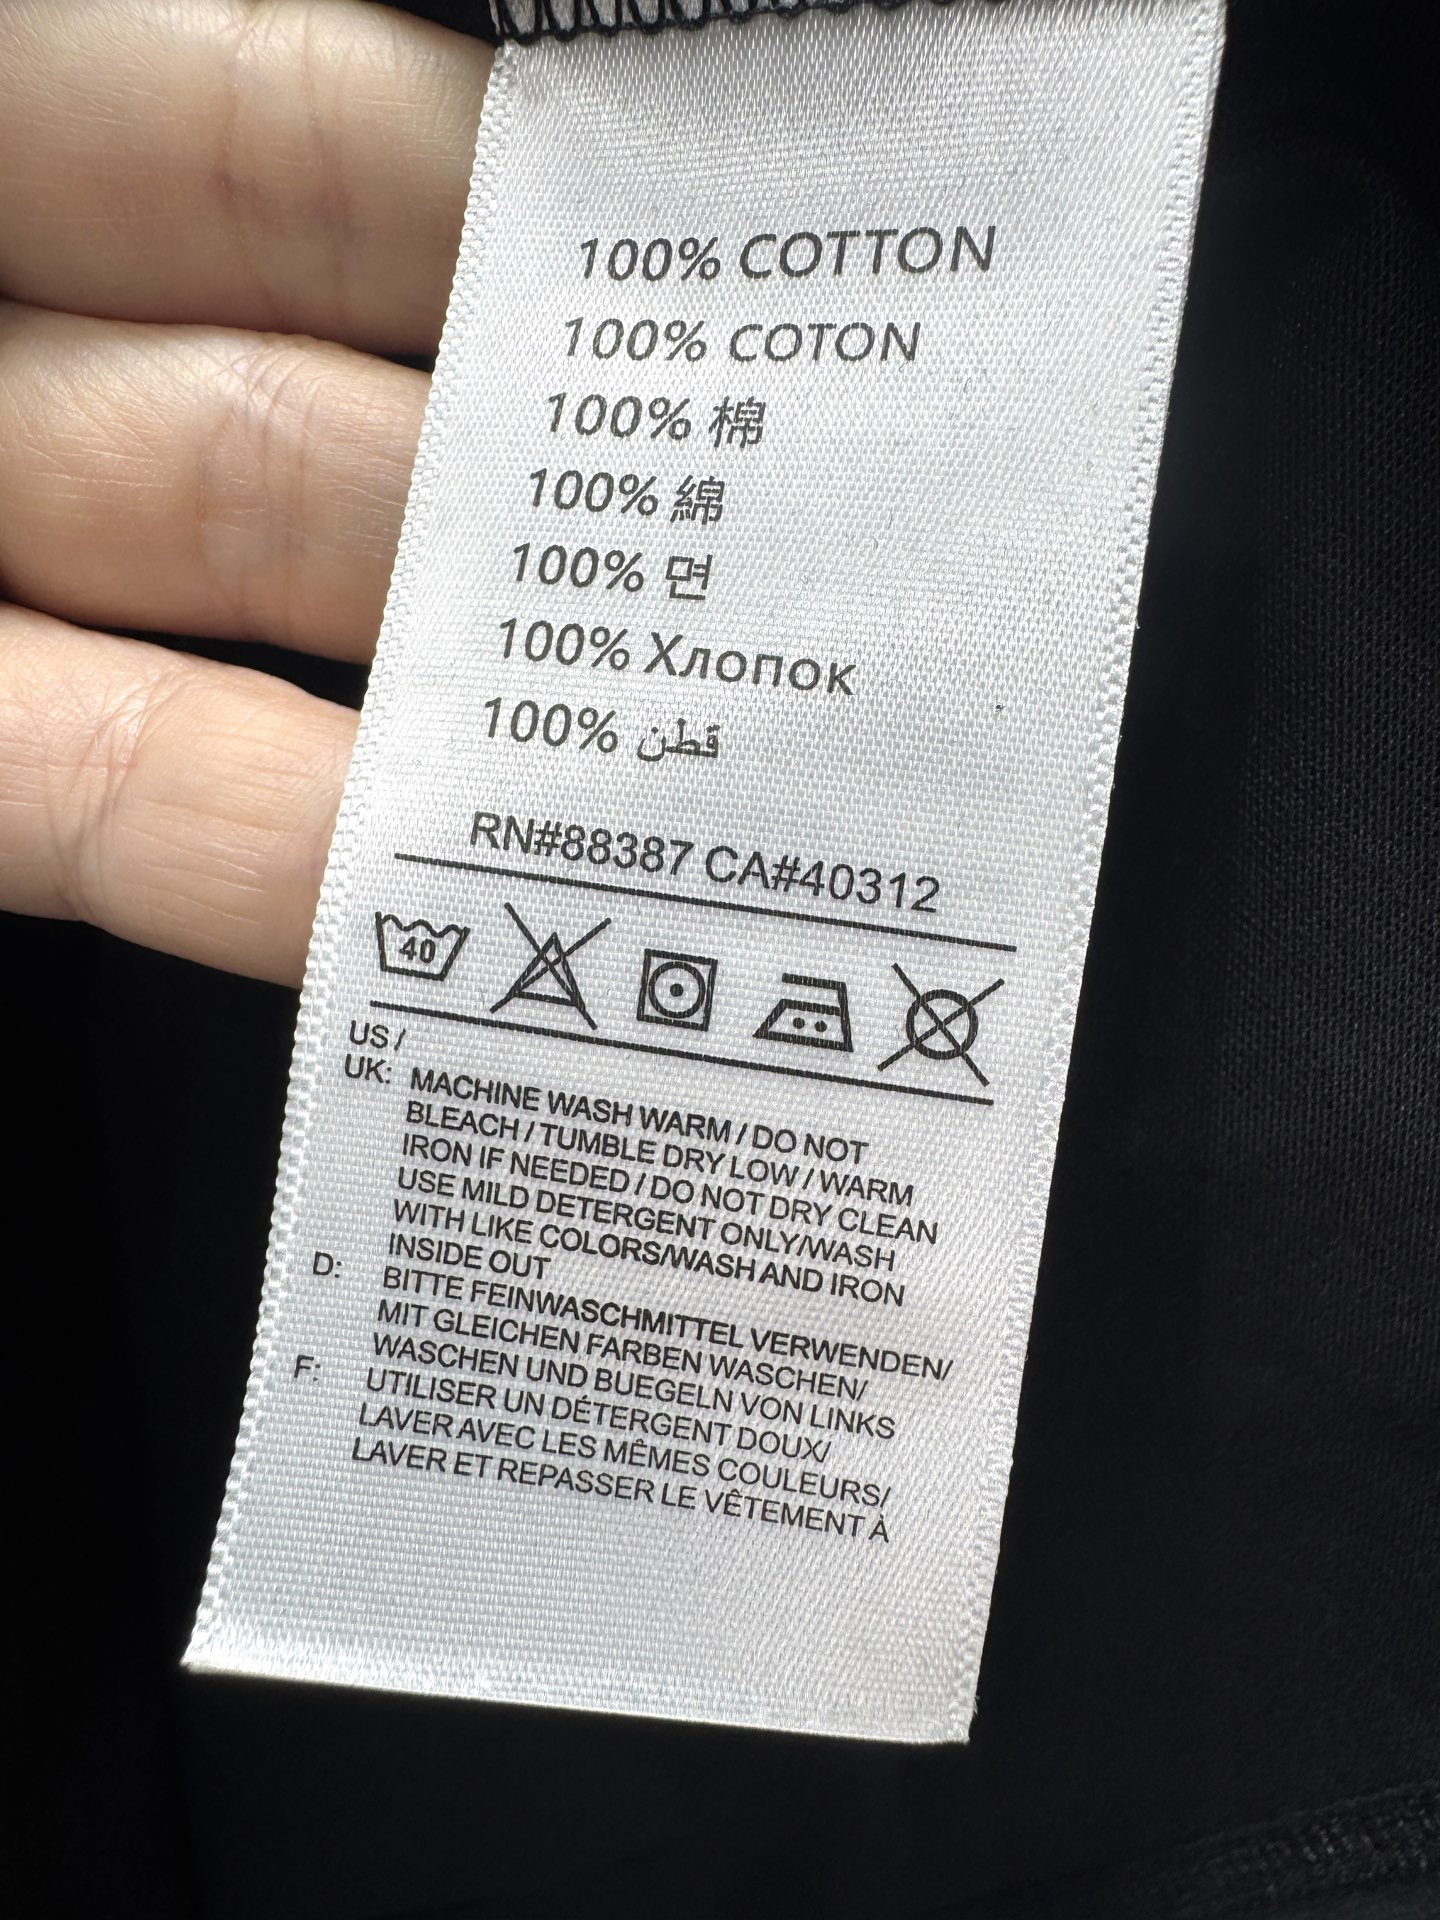 100% COTTON
100% COTON
100% 棉
100% 綿
100% 면
100% Хлопок
100% قطن
RN#88387 CA#40312
40
US /
UK: MACHINE WASH WARM / DO NOT
BLEACH / TUMBLE DRY LOW / WARM
IRON IF NEEDED / DO NOT DRY CLEAN
USE MILD DETERGENT ONLY/WASH
WITH LIKE COLORS/WASH AND IRON
INSIDE OUT
D: BITTE FEINWASCHMITTEL VERWENDEN/
MIT GLEICHEN FARBEN WASCHEN/
WASCHEN UND BUEGELN VON LINKS
F: UTILISER UN DÉTERGENT DOUX/
LAVER AVEC LES MÊMES COULEURS/
LAVER ET REPASSER LE VÊTEMENT À